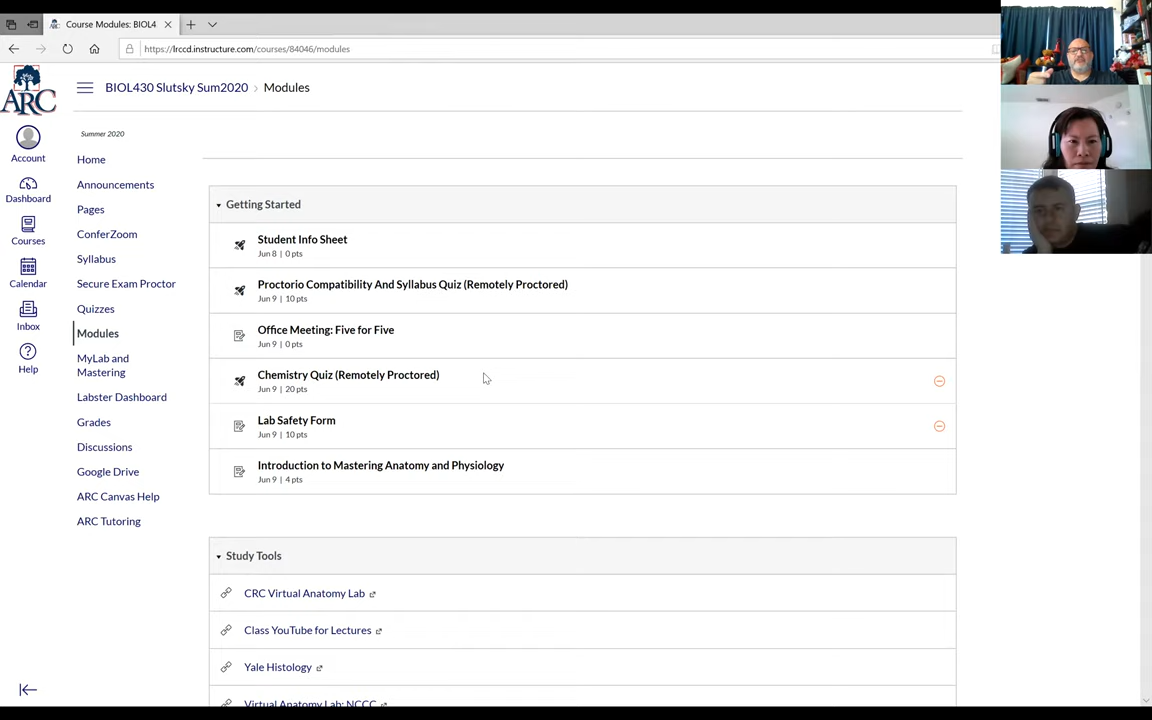 Course Modules: BIOL4
https://lrccd.instructure.com/courses/84046/modules
ARC
BIOL430 Slutsky Sum2020 > Modules
Account
Dashboard
Courses
Calendar
Inbox
Help
Summer 2020
Home
Announcements
Pages
ConferZoom
Syllabus
Secure Exam Proctor
Quizzes
Modules
MyLab and
Mastering
Labster Dashboard
Grades
Discussions
Google Drive
ARC Canvas Help
ARC Tutoring
Getting Started
Student Info Sheet
Jun 8 | 0 pts
Proctorio Compatibility And Syllabus Quiz (Remotely Proctored)
Jun 9 | 10 pts
Office Meeting: Five for Five
Jun 9 | 0 pts
Chemistry Quiz (Remotely Proctored)
Jun 9 | 20 pts
Lab Safety Form
Jun 9 | 10 pts
Introduction to Mastering Anatomy and Physiology
Jun 9 | 4 pts
Study Tools
CRC Virtual Anatomy Lab
Class YouTube for Lectures
Yale Histology
Virtual Anatomy Lab: NCCC